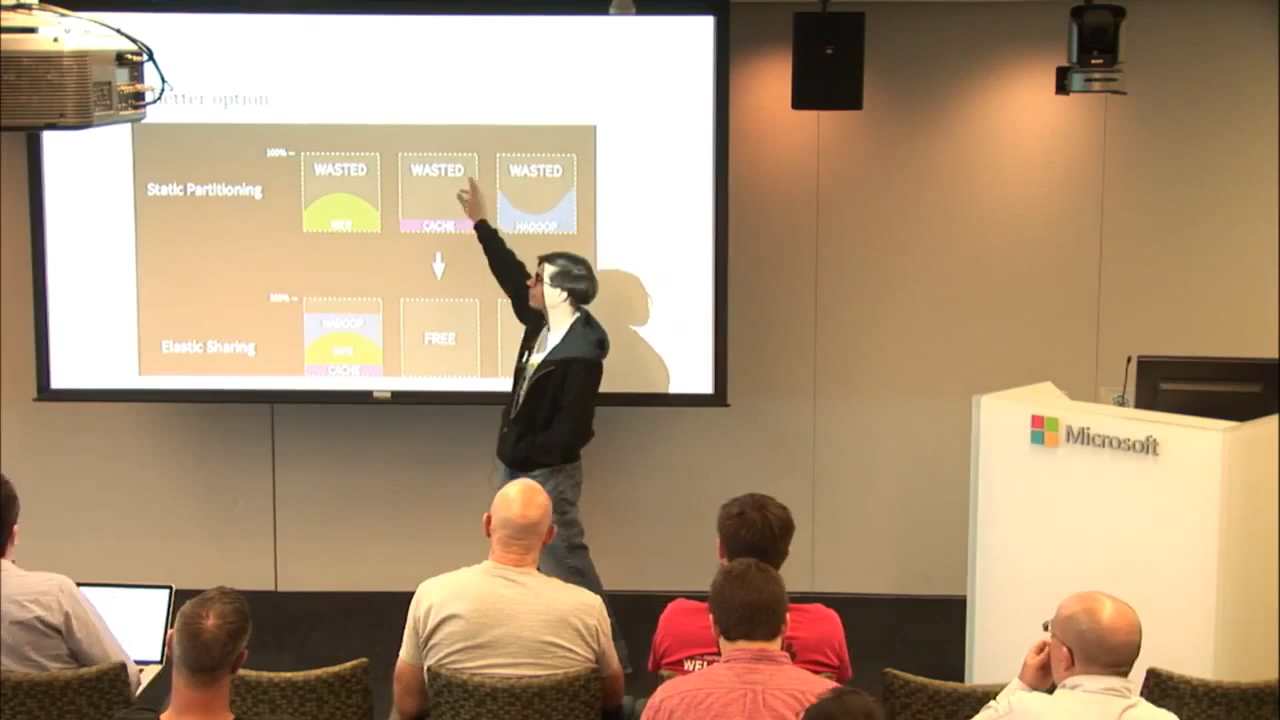 Better option
100%
WASTED
WASTED
WASTED
Static Partitioning
WEB
CACHE
HADOOP
100%
HADOOP
FREE
WEB
Elastic Sharing
CACHE
Microsoft
WEL